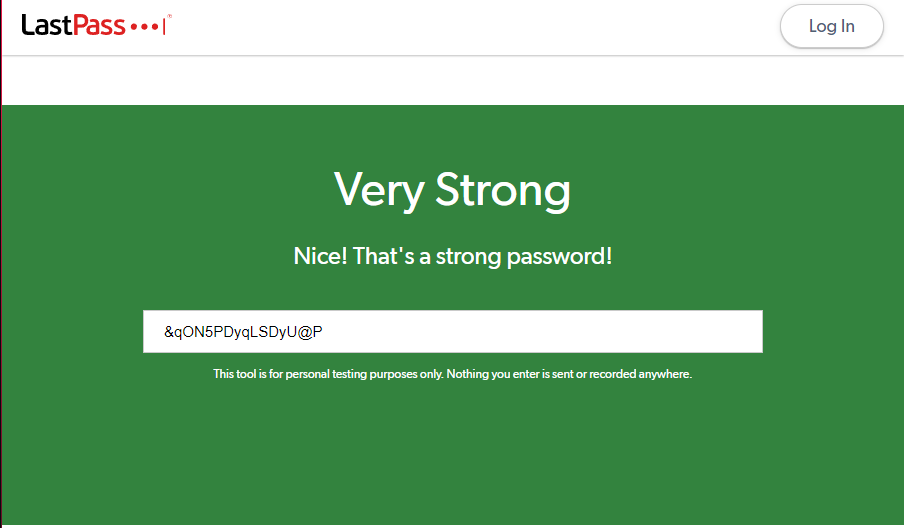 LastPass
Log In
Very Strong
Nice! That's a strong password!
&qON5PDyqLSDyU@P
This tool is for personal testing purposes only. Nothing you enter is sent or recorded anywhere.